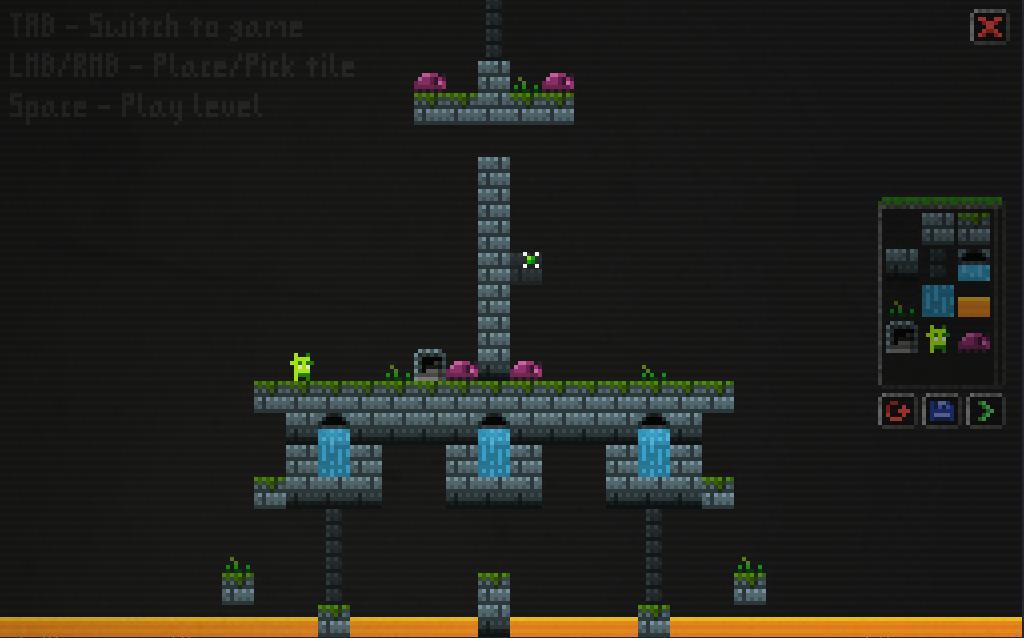 TAB - Switch to game
LMB/RMB - Place/Pick tile
Space - Play level